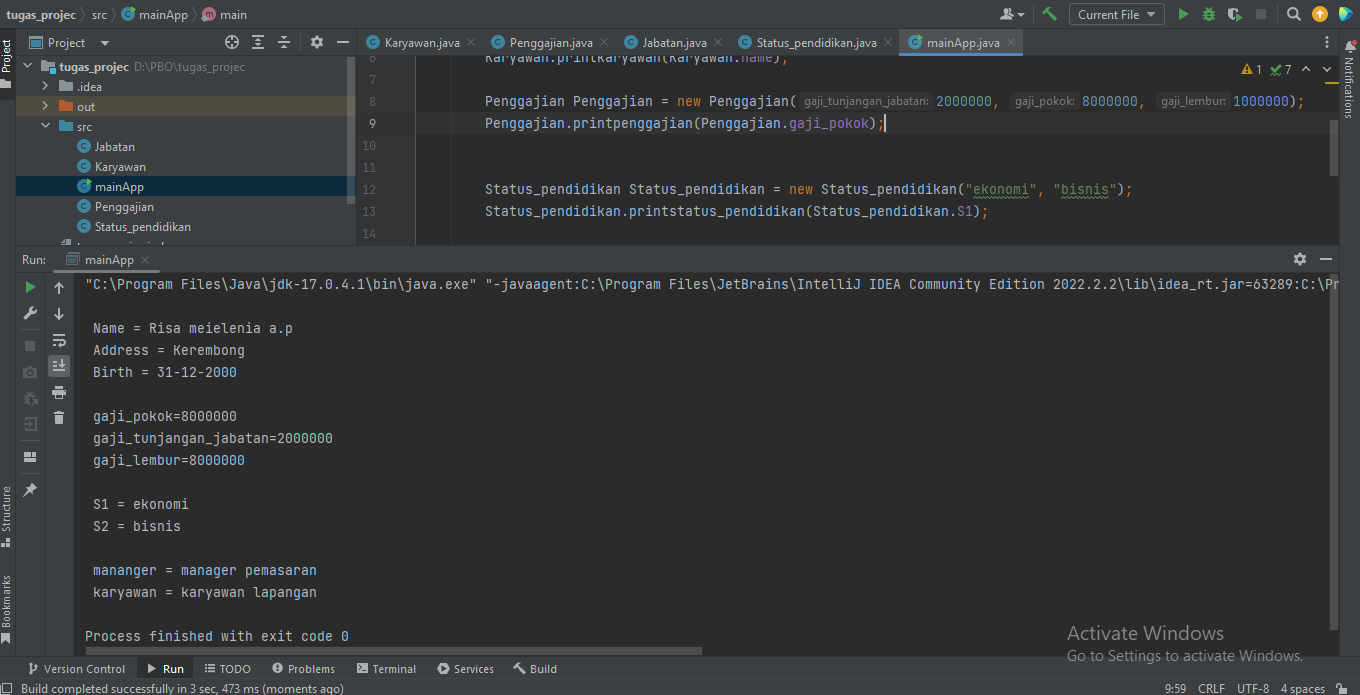 tugas_projec src mainApp main Current File
Project
Project
Karyawan.java Penggajian.java Jabatan.java Status_pendidikan.java mainApp.java
Notifications
tugas_projec D:\PBO\tugas_projec
.idea
out
src
Jabatan
Karyawan
mainApp
Penggajian
Status_pendidikan
6 Karyawan.printkaryawan(Karyawan.name);
1 7
7
8 Penggajian Penggajian = new Penggajian( gaji_tunjangan_jabatan: 2000000, gaji_pokok: 8000000, gaji_lembur: 1000000);
9 Penggajian.printpenggajian(Penggajian.gaji_pokok);
10
11
12 Status_pendidikan Status_pendidikan = new Status_pendidikan("ekonomi", "bisnis");
13 Status_pendidikan.printstatus_pendidikan(Status_pendidikan.S1);
14
Run: mainApp
"C:\Program Files\Java\jdk-17.0.4.1\bin\java.exe" "-javaagent:C:\Program Files\JetBrains\IntelliJ IDEA Community Edition 2022.2.2\lib\idea_rt.jar=63289:C:\Pr
Name = Risa meielenia a.p
Address = Kerembong
Birth = 31-12-2000
gaji_pokok=8000000
gaji_tunjangan_jabatan=2000000
gaji_lembur=8000000
S1 = ekonomi
S2 = bisnis
mananger = manager pemasaran
karyawan = karyawan lapangan
Process finished with exit code 0
Structure
Bookmarks
Activate Windows
Go to Settings to activate Windows.
Version Control Run TODO Problems Terminal Services Build
Build completed successfully in 3 sec, 473 ms (moments ago) 9:59 CRLF UTF-8 4 spaces